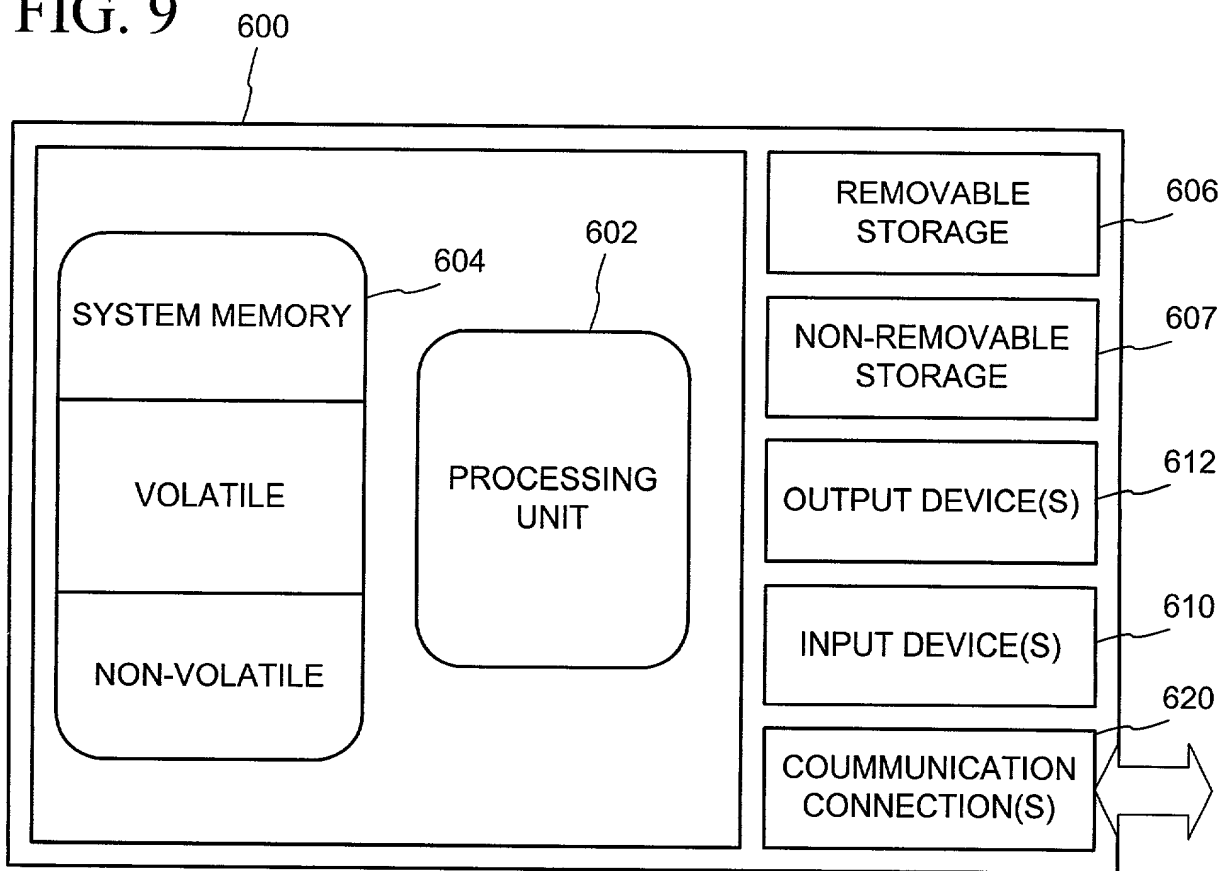 FIG. 9
600
REMOVABLE
STORAGE
606
602
604
SYSTEM MEMORY
NON-REMOVABLE
STORAGE
607
VOLATILE
PROCESSING
UNIT
OUTPUT DEVICE(S)
612
NON-VOLATILE
INPUT DEVICE(S)
610
620
COUMMUNICATION
CONNECTION(S)